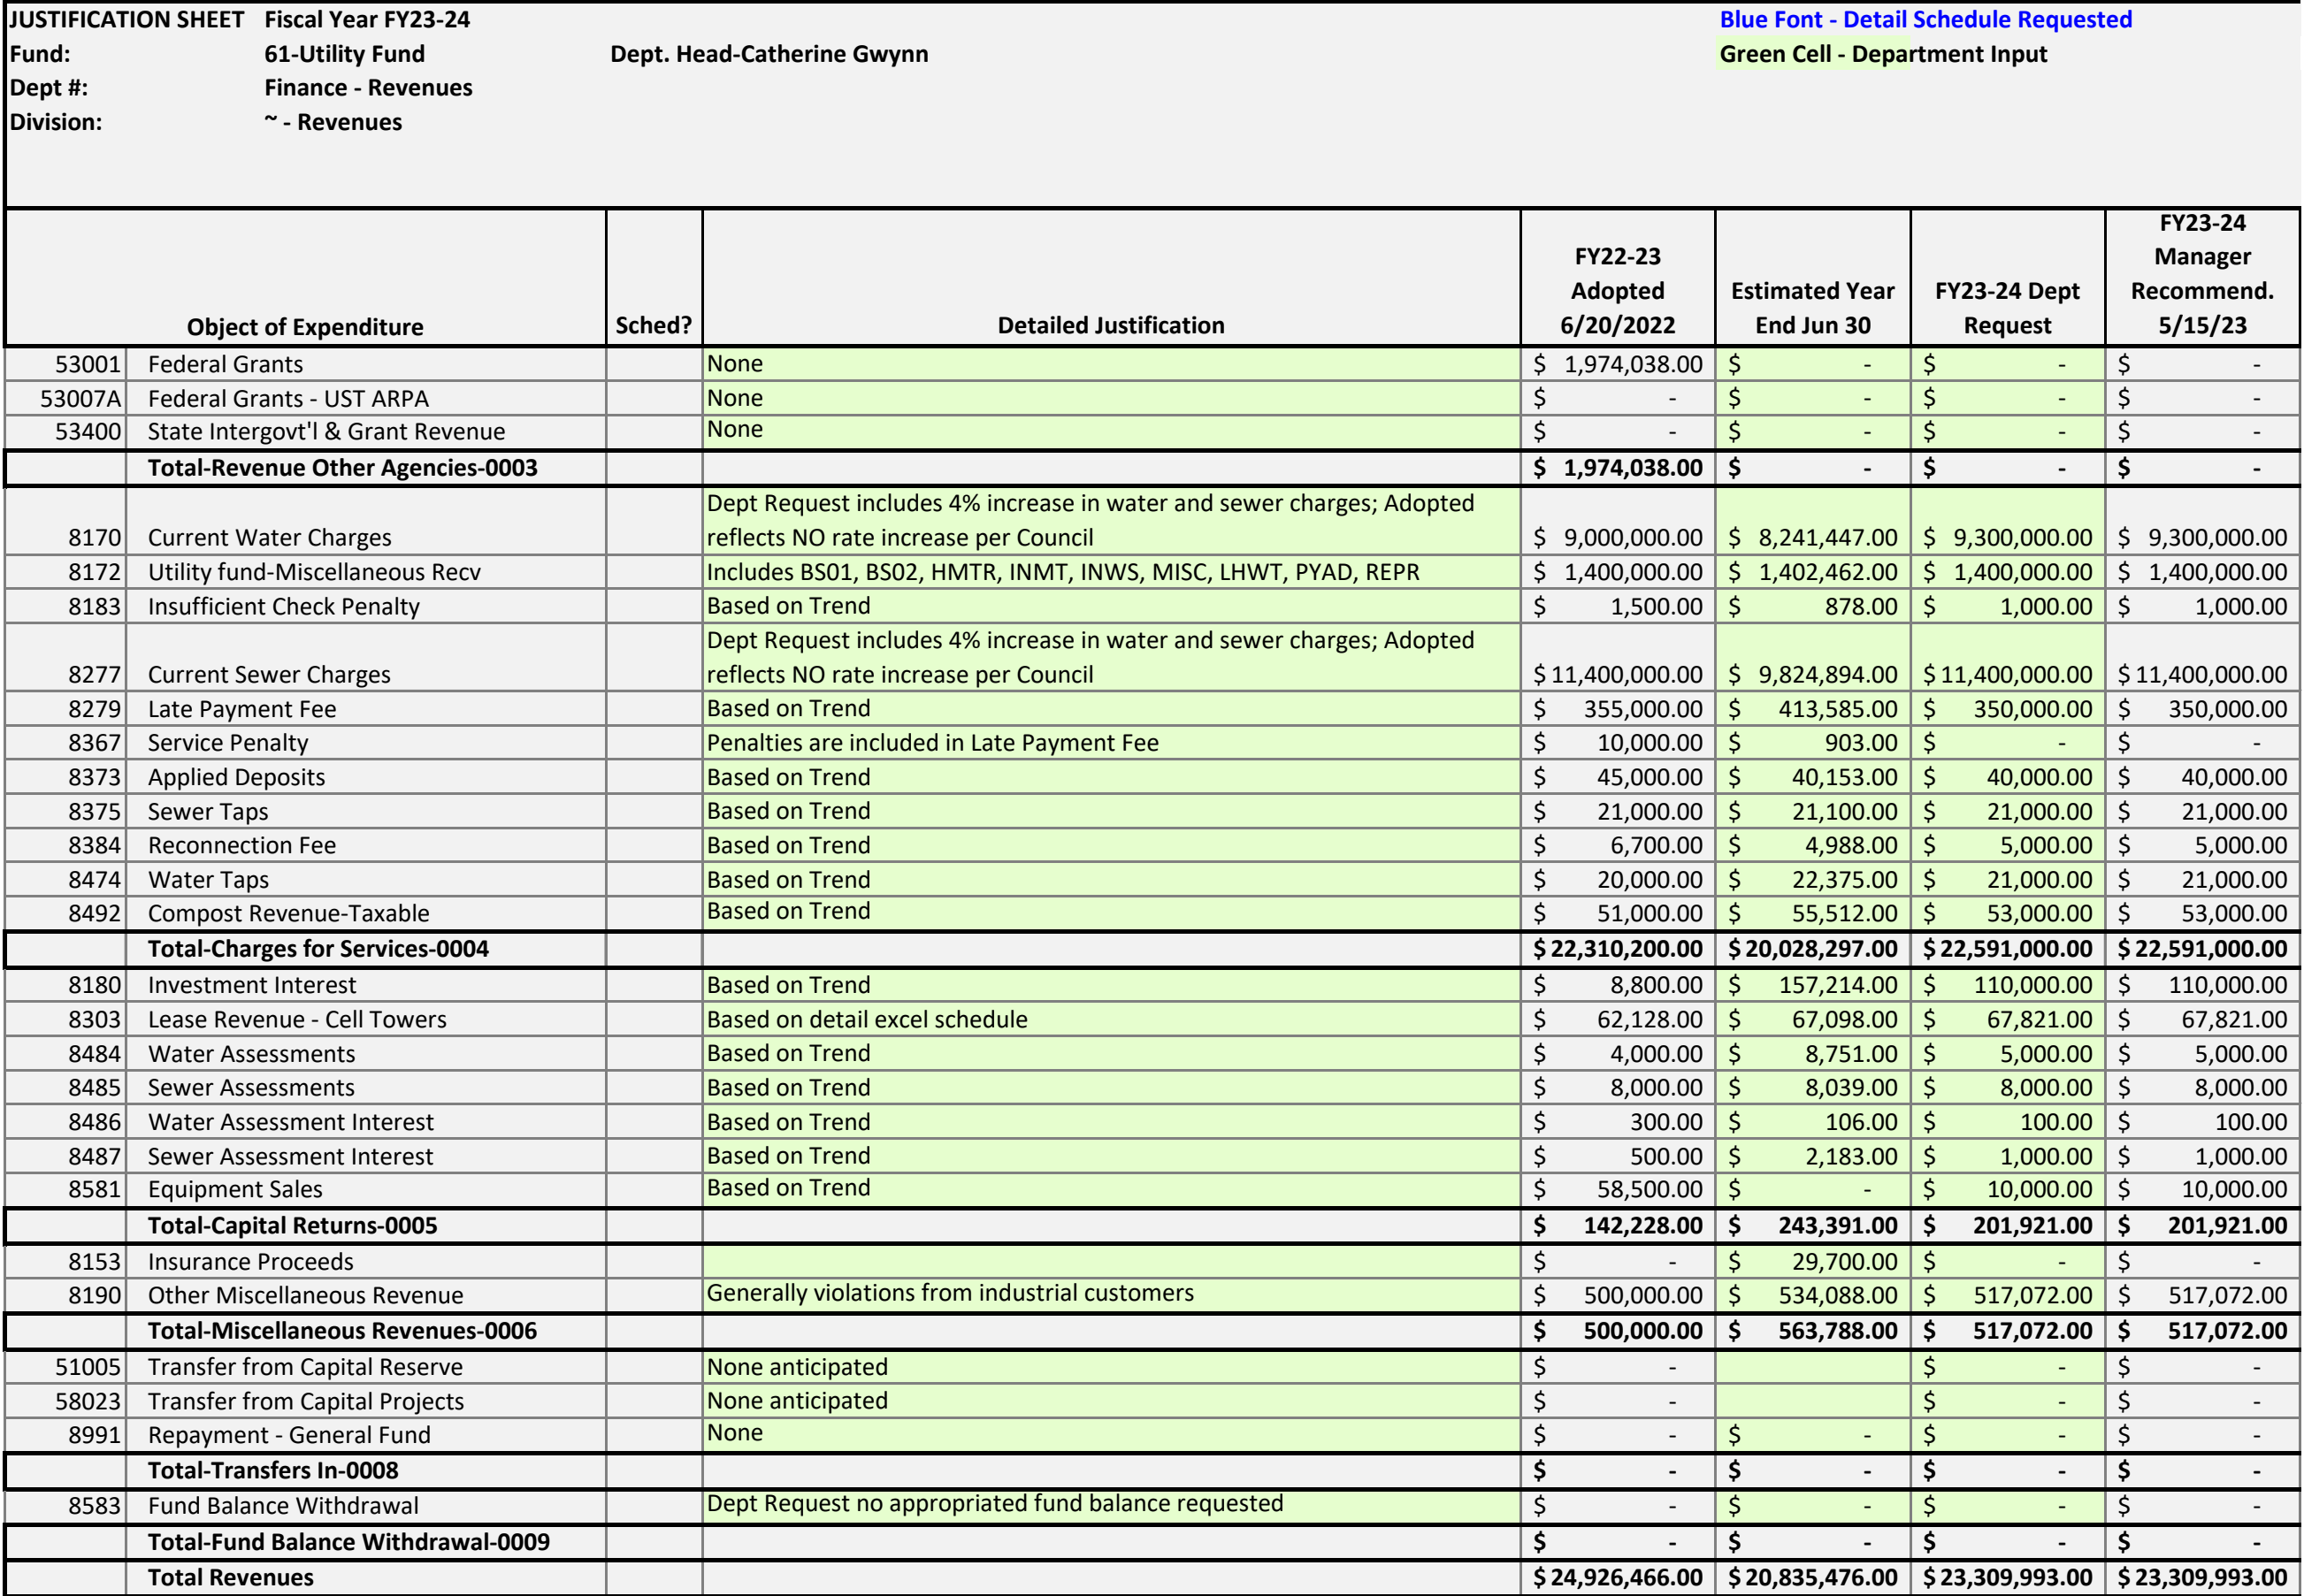 JUSTIFICATION SHEET Fiscal Year FY23-24 Blue Font - Detail Schedule Requested
Fund: 61-Utility Fund Dept. Head-Catherine Gwynn Green Cell - Department Input
Dept #: Finance - Revenues
Division: ~ - Revenues
Object of Expenditure Sched? Detailed Justification FY22-23 Adopted 6/20/2022 Estimated Year End Jun 30 FY23-24 Dept Request FY23-24 Manager Recommend. 5/15/23
53001 Federal Grants None $ 1,974,038.00 $ - $ - $ -
53007A Federal Grants - UST ARPA None $ - $ - $ - $ -
53400 State Intergovt'l & Grant Revenue None $ - $ - $ - $ -
Total-Revenue Other Agencies-0003 $ 1,974,038.00 $ - $ - $ -
Dept Request includes 4% increase in water and sewer charges; Adopted
8170 Current Water Charges reflects NO rate increase per Council $ 9,000,000.00 $ 8,241,447.00 $ 9,300,000.00 $ 9,300,000.00
8172 Utility fund-Miscellaneous Recv Includes BS01, BS02, HMTR, INMT, INWS, MISC, LHWT, PYAD, REPR $ 1,400,000.00 $ 1,402,462.00 $ 1,400,000.00 $ 1,400,000.00
8183 Insufficient Check Penalty Based on Trend $ 1,500.00 $ 878.00 $ 1,000.00 $ 1,000.00
Dept Request includes 4% increase in water and sewer charges; Adopted
8277 Current Sewer Charges reflects NO rate increase per Council $ 11,400,000.00 $ 9,824,894.00 $ 11,400,000.00 $ 11,400,000.00
8279 Late Payment Fee Based on Trend $ 355,000.00 $ 413,585.00 $ 350,000.00 $ 350,000.00
8367 Service Penalty Penalties are included in Late Payment Fee $ 10,000.00 $ 903.00 $ - $ -
8373 Applied Deposits Based on Trend $ 45,000.00 $ 40,153.00 $ 40,000.00 $ 40,000.00
8375 Sewer Taps Based on Trend $ 21,000.00 $ 21,100.00 $ 21,000.00 $ 21,000.00
8384 Reconnection Fee Based on Trend $ 6,700.00 $ 4,988.00 $ 5,000.00 $ 5,000.00
8474 Water Taps Based on Trend $ 20,000.00 $ 22,375.00 $ 21,000.00 $ 21,000.00
8492 Compost Revenue-Taxable Based on Trend $ 51,000.00 $ 55,512.00 $ 53,000.00 $ 53,000.00
Total-Charges for Services-0004 $ 22,310,200.00 $ 20,028,297.00 $ 22,591,000.00 $ 22,591,000.00
8180 Investment Interest Based on Trend $ 8,800.00 $ 157,214.00 $ 110,000.00 $ 110,000.00
8303 Lease Revenue - Cell Towers Based on detail excel schedule $ 62,128.00 $ 67,098.00 $ 67,821.00 $ 67,821.00
8484 Water Assessments Based on Trend $ 4,000.00 $ 8,751.00 $ 5,000.00 $ 5,000.00
8485 Sewer Assessments Based on Trend $ 8,000.00 $ 8,039.00 $ 8,000.00 $ 8,000.00
8486 Water Assessment Interest Based on Trend $ 300.00 $ 106.00 $ 100.00 $ 100.00
8487 Sewer Assessment Interest Based on Trend $ 500.00 $ 2,183.00 $ 1,000.00 $ 1,000.00
8581 Equipment Sales Based on Trend $ 58,500.00 $ - $ 10,000.00 $ 10,000.00
Total-Capital Returns-0005 $ 142,228.00 $ 243,391.00 $ 201,921.00 $ 201,921.00
8153 Insurance Proceeds $ - $ 29,700.00 $ - $ -
8190 Other Miscellaneous Revenue Generally violations from industrial customers $ 500,000.00 $ 534,088.00 $ 517,072.00 $ 517,072.00
Total-Miscellaneous Revenues-0006 $ 500,000.00 $ 563,788.00 $ 517,072.00 $ 517,072.00
51005 Transfer from Capital Reserve None anticipated $ - $ - $ -
58023 Transfer from Capital Projects None anticipated $ - $ - $ -
8991 Repayment - General Fund None $ - $ - $ - $ -
Total-Transfers In-0008 $ - $ - $ - $ -
8583 Fund Balance Withdrawal Dept Request no appropriated fund balance requested $ - $ - $ - $ -
Total-Fund Balance Withdrawal-0009 $ - $ - $ - $ -
Total Revenues $ 24,926,466.00 $ 20,835,476.00 $ 23,309,993.00 $ 23,309,993.00